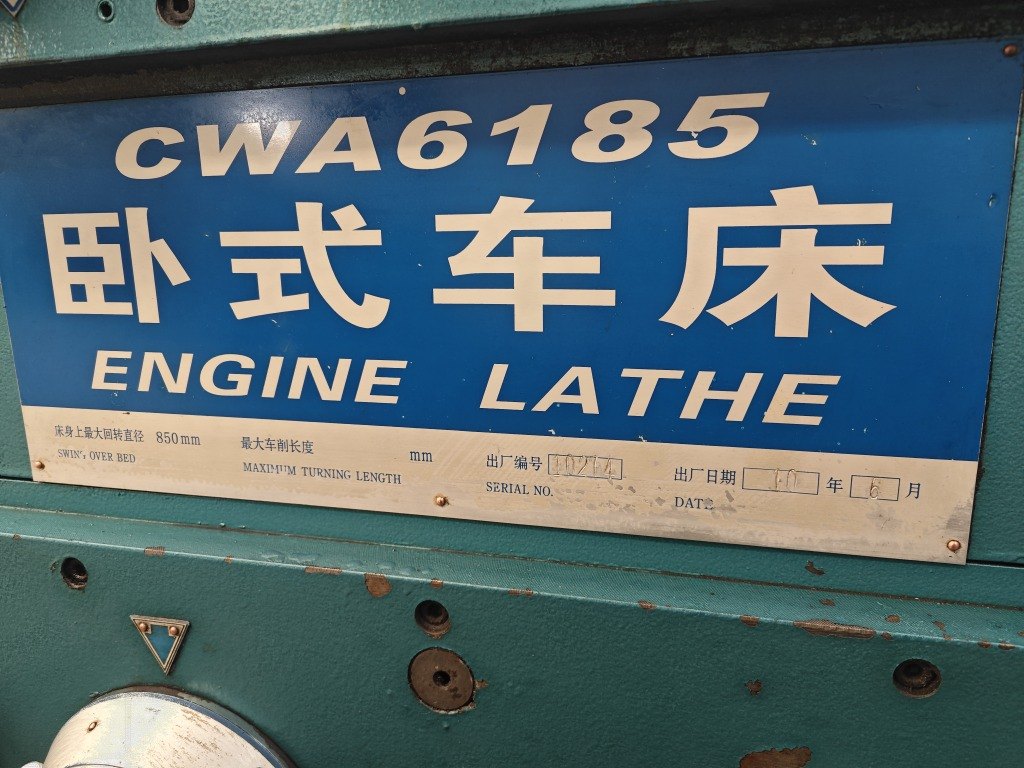 CWA6185
卧式车床
ENGINE LATHE
床身上最大回转直径 850mm
SWING OVER BED
最大车削长度 mm
MAXIMUM TURNING LENGTH
出厂编号
SERIAL NO.
出厂日期 10 年 6 月
DATE